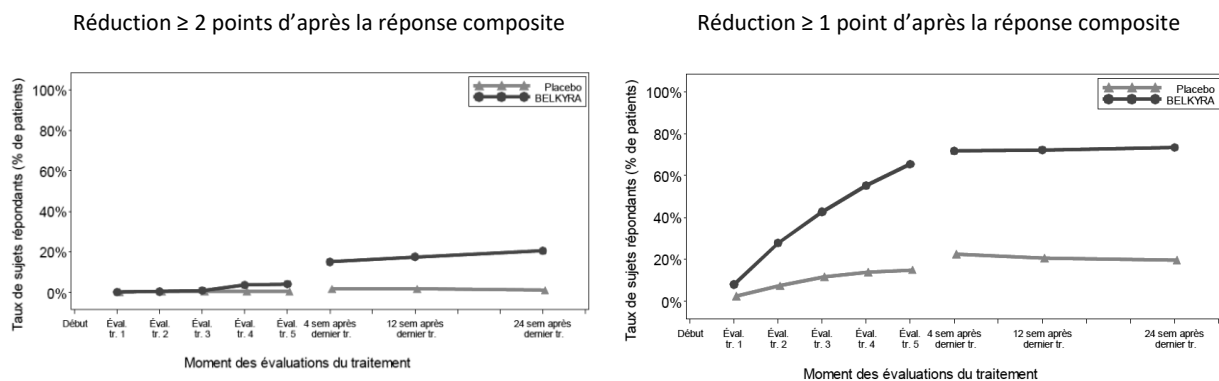 Réduction ≥ 2 points d’après la réponse composite
Taux de sujets répondants (% de patients)
100%
80%
60%
40%
20%
0%
Placebo
BELKYRA
Début
Éval. tr. 1
Éval. tr. 2
Éval. tr. 3
Éval. tr. 4
Éval. tr. 5
4 sem après dernier tr.
12 sem après dernier tr.
24 sem après dernier tr.
Moment des évaluations du traitement
Réduction ≥ 1 point d’après la réponse composite
Taux de sujets répondants (% de patients)
100%
80%
60%
40%
20%
0%
Placebo
BELKYRA
Début
Éval. tr. 1
Éval. tr. 2
Éval. tr. 3
Éval. tr. 4
Éval. tr. 5
4 sem après dernier tr.
12 sem après dernier tr.
24 sem après dernier tr.
Moment des évaluations du traitement